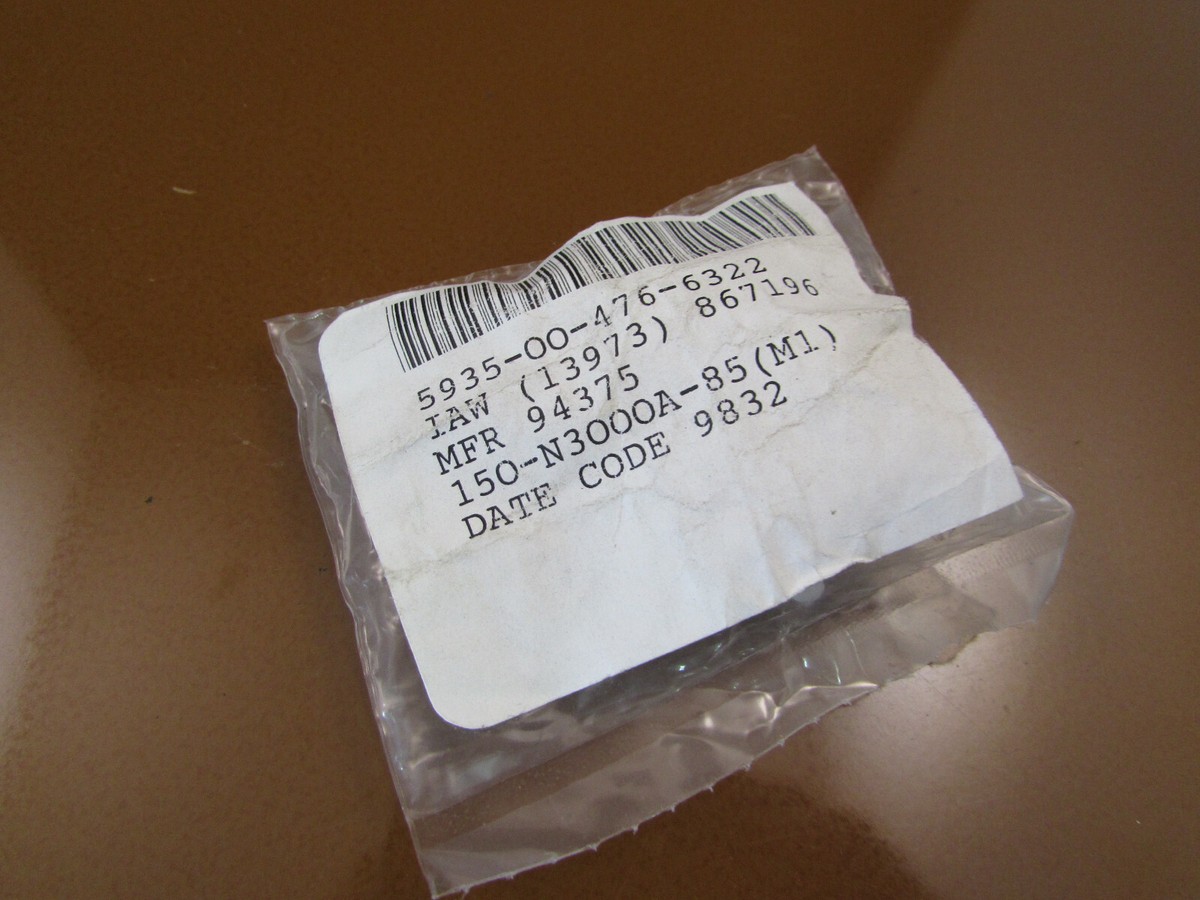 5935-00-476-6322
IAW (13973) 867196
MFR 94375
150-N3000A-85(M1)
DATE CODE 9832